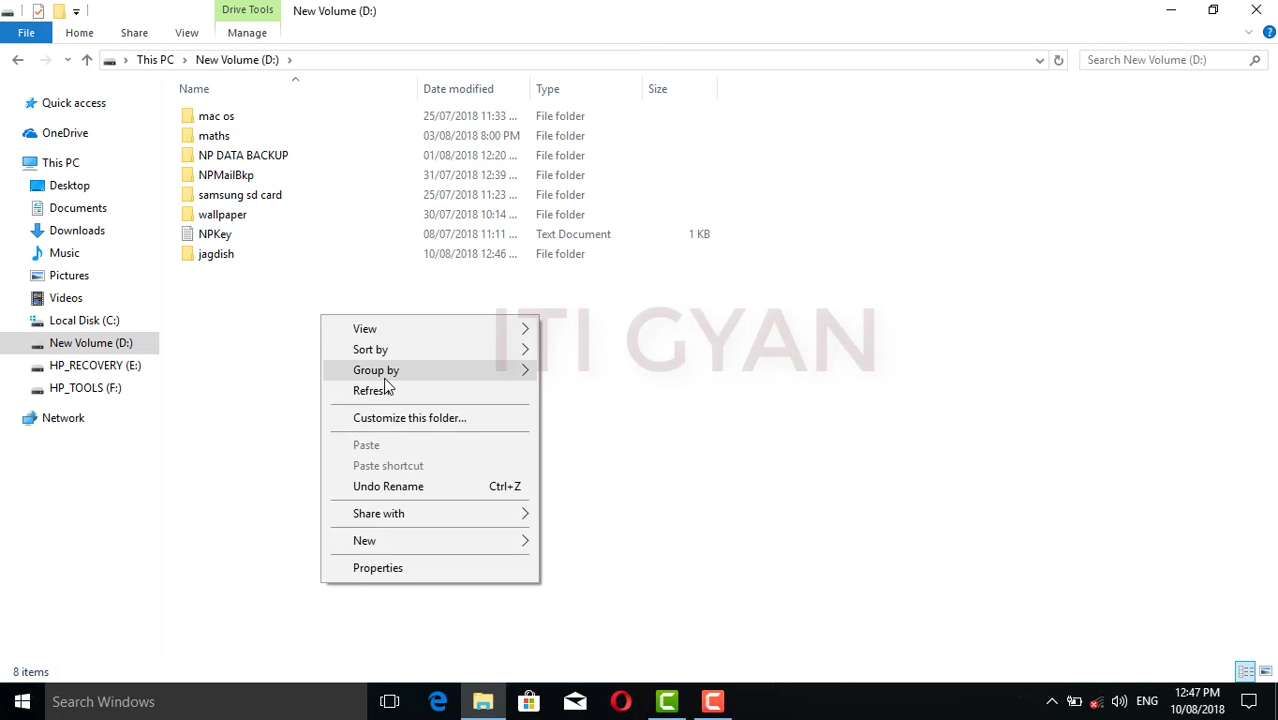 New Volume (D:)
Drive Tools
File
Home
Share
View
Manage
This PC
New Volume (D:)
Search New Volume (D:)
Name
Date modified
Type
Size
mac os 25/07/2018 11:33 ... File folder
maths 03/08/2018 8:00 PM File folder
NP DATA BACKUP 01/08/2018 12:20 ... File folder
NPMailBkp 31/07/2018 12:39 ... File folder
samsung sd card 25/07/2018 11:23 ... File folder
wallpaper 30/07/2018 10:14 ... File folder
NPKey 08/07/2018 11:11 ... Text Document 1 KB
jagdish 10/08/2018 12:46 ... File folder
Quick access
OneDrive
This PC
Desktop
Documents
Downloads
Music
Pictures
Videos
Local Disk (C:)
New Volume (D:)
HP_RECOVERY (E:)
HP_TOOLS (F:)
Network
ITI GYAN
View
Sort by
Group by
Refresh
Customize this folder...
Paste
Paste shortcut
Undo Rename Ctrl+Z
Share with
New
Properties
8 items
Search Windows
ENG
12:47 PM
10/08/2018